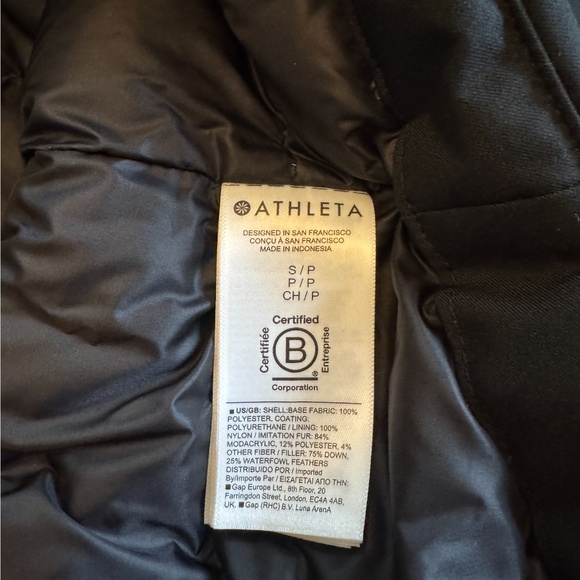 ATHLETA
DESIGNED IN SAN FRANCISCO
CONÇU À SAN FRANCISCO
MADE IN INDONESIA
S / P
P / P
CH / P
Certified
Certifiée
B
Entreprise
®
Corporation
■ US/GB: SHELL:BASE FABRIC: 100%
POLYESTER, COATING:
POLYURETHANE / LINING: 100%
NYLON / IMITATION FUR: 84%
MODACRYLIC, 12% POLYESTER, 4%
OTHER FIBER / FILLER: 75% DOWN,
25% WATERFOWL FEATHERS
DISTRIBUIDO POR / Imported
By/Importe Par / ΕΙΣΑΓΕΤΑΙ ΑΠΟ ΤΗΝ :
■ Gap Europe Ltd., 8th Floor, 20
Farringdon Street, London, EC4A 4AB,
UK. ■ Gap (RHC) B.V. Luna ArenA